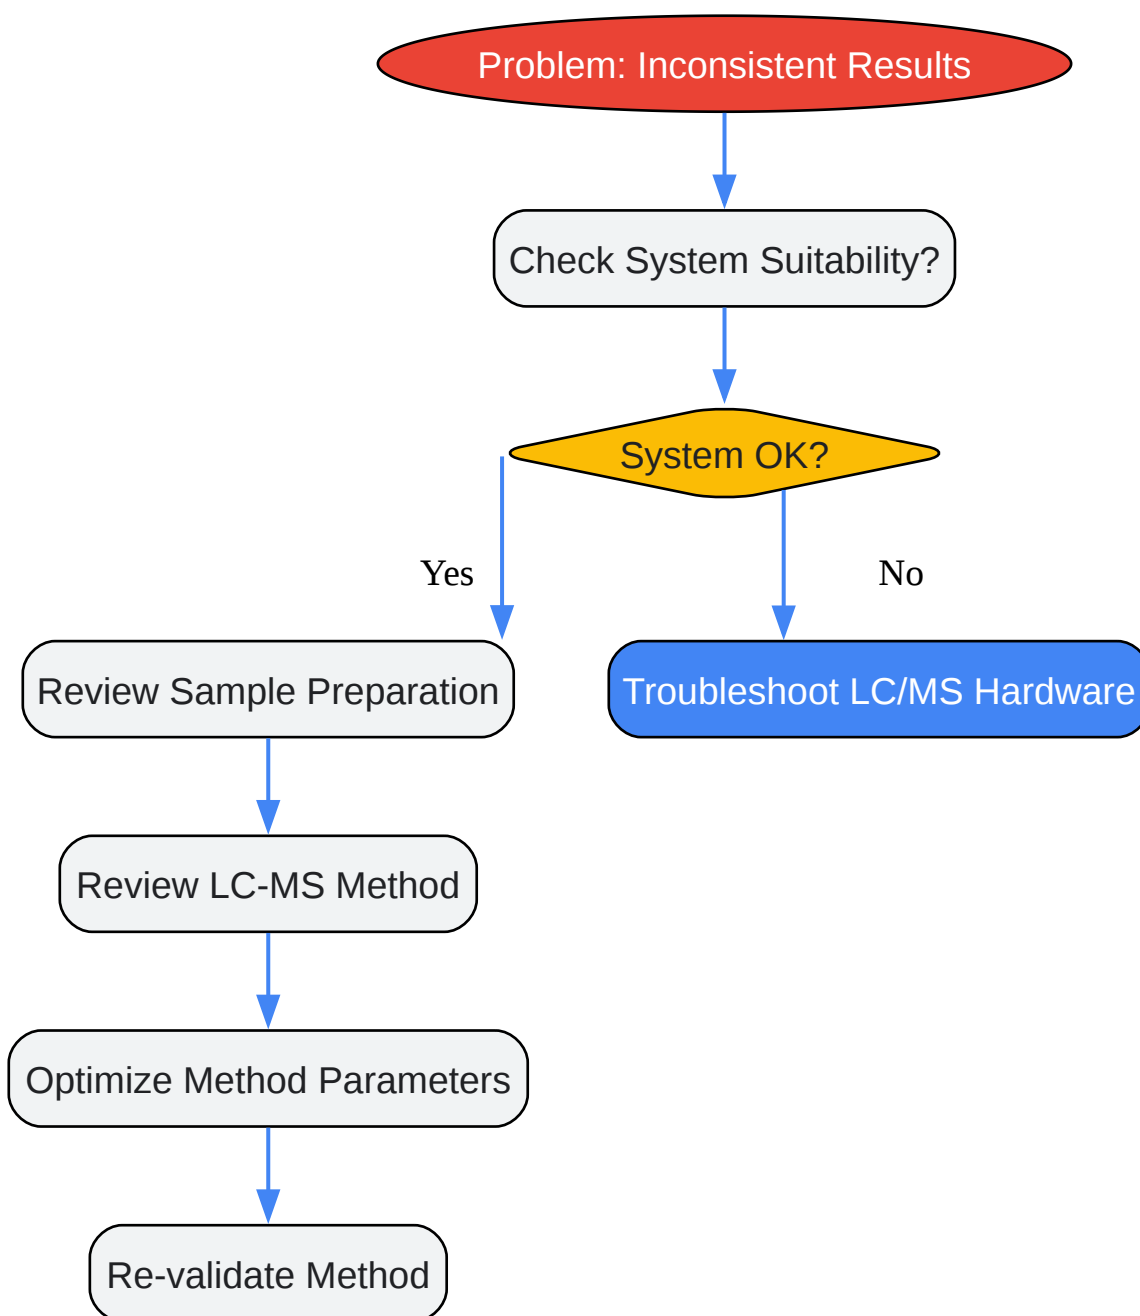 Problem: Inconsistent Results
Check System Suitability?
System OK?
Yes
No
Review Sample Preparation
Troubleshoot LC/MS Hardware
Review LC-MS Method
Optimize Method Parameters
Re-validate Method